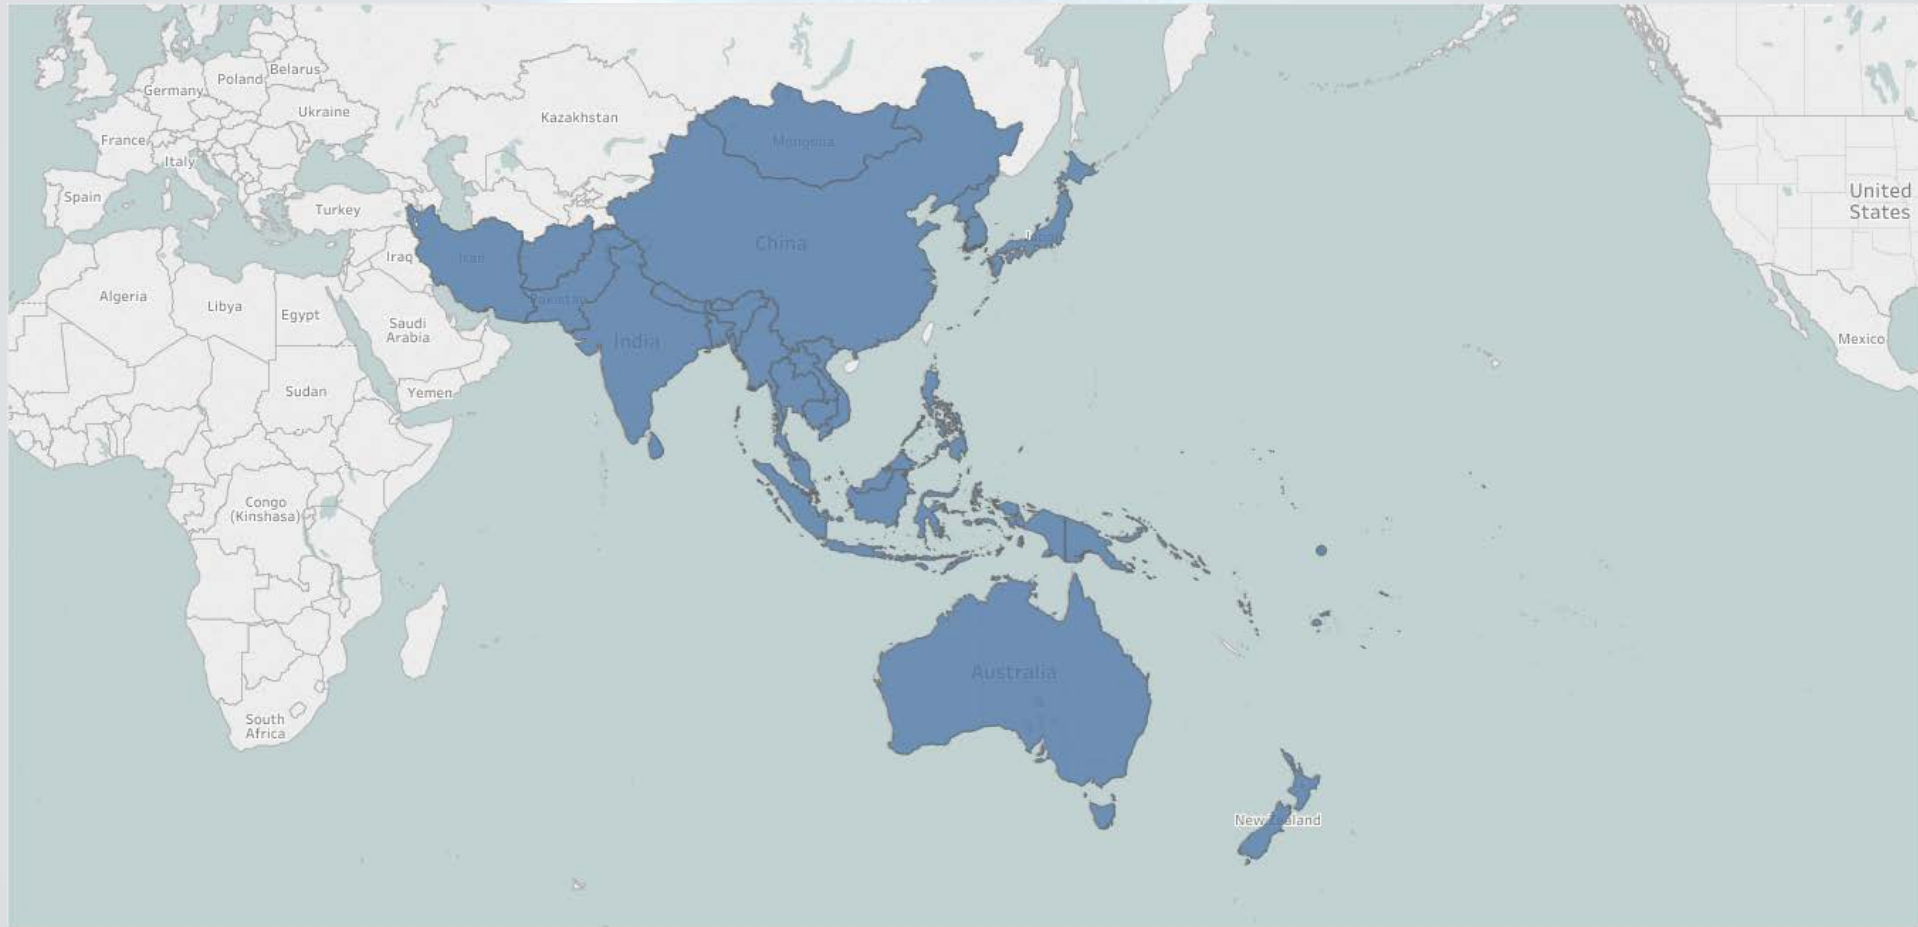 Belarus
Poland
Germany
Ukraine
France
Kazakhstan
Italy
Mongolia
Spain
United
States
Turkey
China
Iraq
Iran
Algeria
Libya
Egypt
Pakistan
Saudi
Arabia
India
Mexico
Sudan
Yemen
Congo
(Kinshasa)
Australia
South
Africa
New Zealand